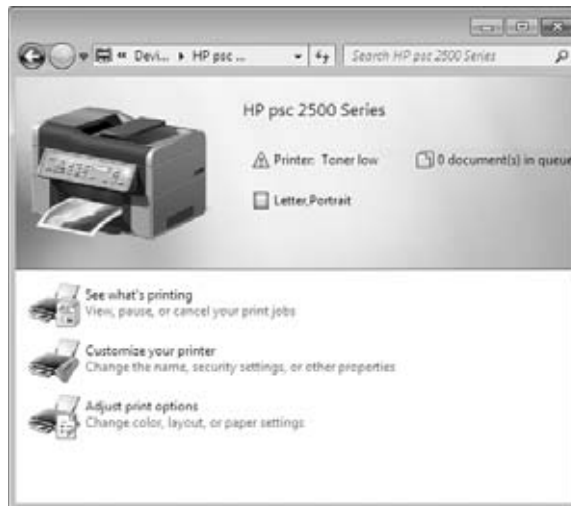 « Devi... ▸ HP psc ... Search HP psc 2500 Series
HP psc 2500 Series
Printer: Toner low 0 document(s) in queue
Letter,Portrait
See what's printing
View, pause, or cancel your print jobs
Customize your printer
Change the name, security settings, or other properties
Adjust print options
Change color, layout, or paper settings